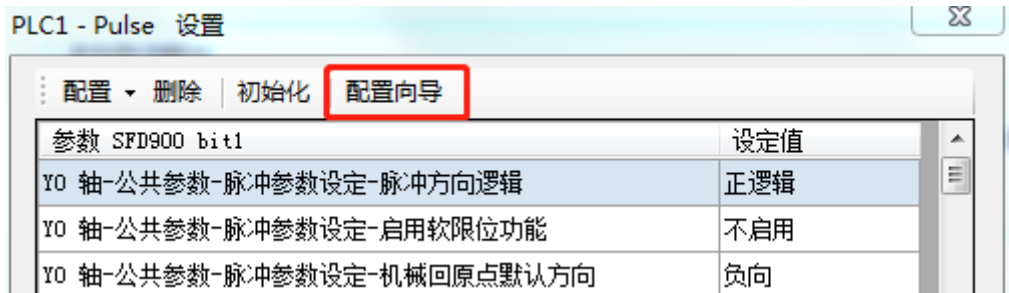 PLC1 - Pulse 设置
配置 删除 初始化 配置向导
参数 SFD900 bit1 设定值
Y0 轴-公共参数-脉冲参数设定-脉冲方向逻辑 正逻辑
Y0 轴-公共参数-脉冲参数设定-启用软限位功能 不启用
Y0 轴-公共参数-脉冲参数设定-机械回原点默认方向 负向